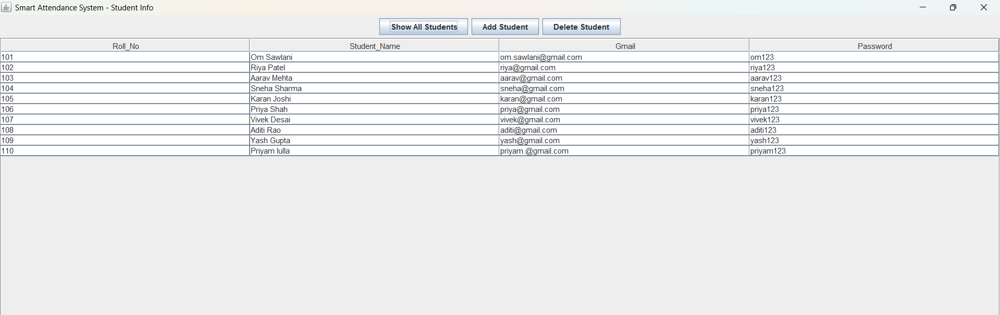 Smart Attendance System - Student Info
Show All Students Add Student Delete Student
Roll_No Student_Name Gmail Password
101 Om Sawlani om.sawlani@gmail.com om123
102 Riya Patel riya@gmail.com riya123
103 Aarav Mehta aarav@gmail.com aarav123
104 Sneha Sharma sneha@gmail.com sneha123
105 Karan Joshi karan@gmail.com karan123
106 Priya Shah priya@gmail.com priya123
107 Vivek Desai vivek@gmail.com vivek123
108 Aditi Rao aditi@gmail.com aditi123
109 Yash Gupta yash@gmail.com yash123
110 Priyam lulla priyam.@gmail.com priyam123